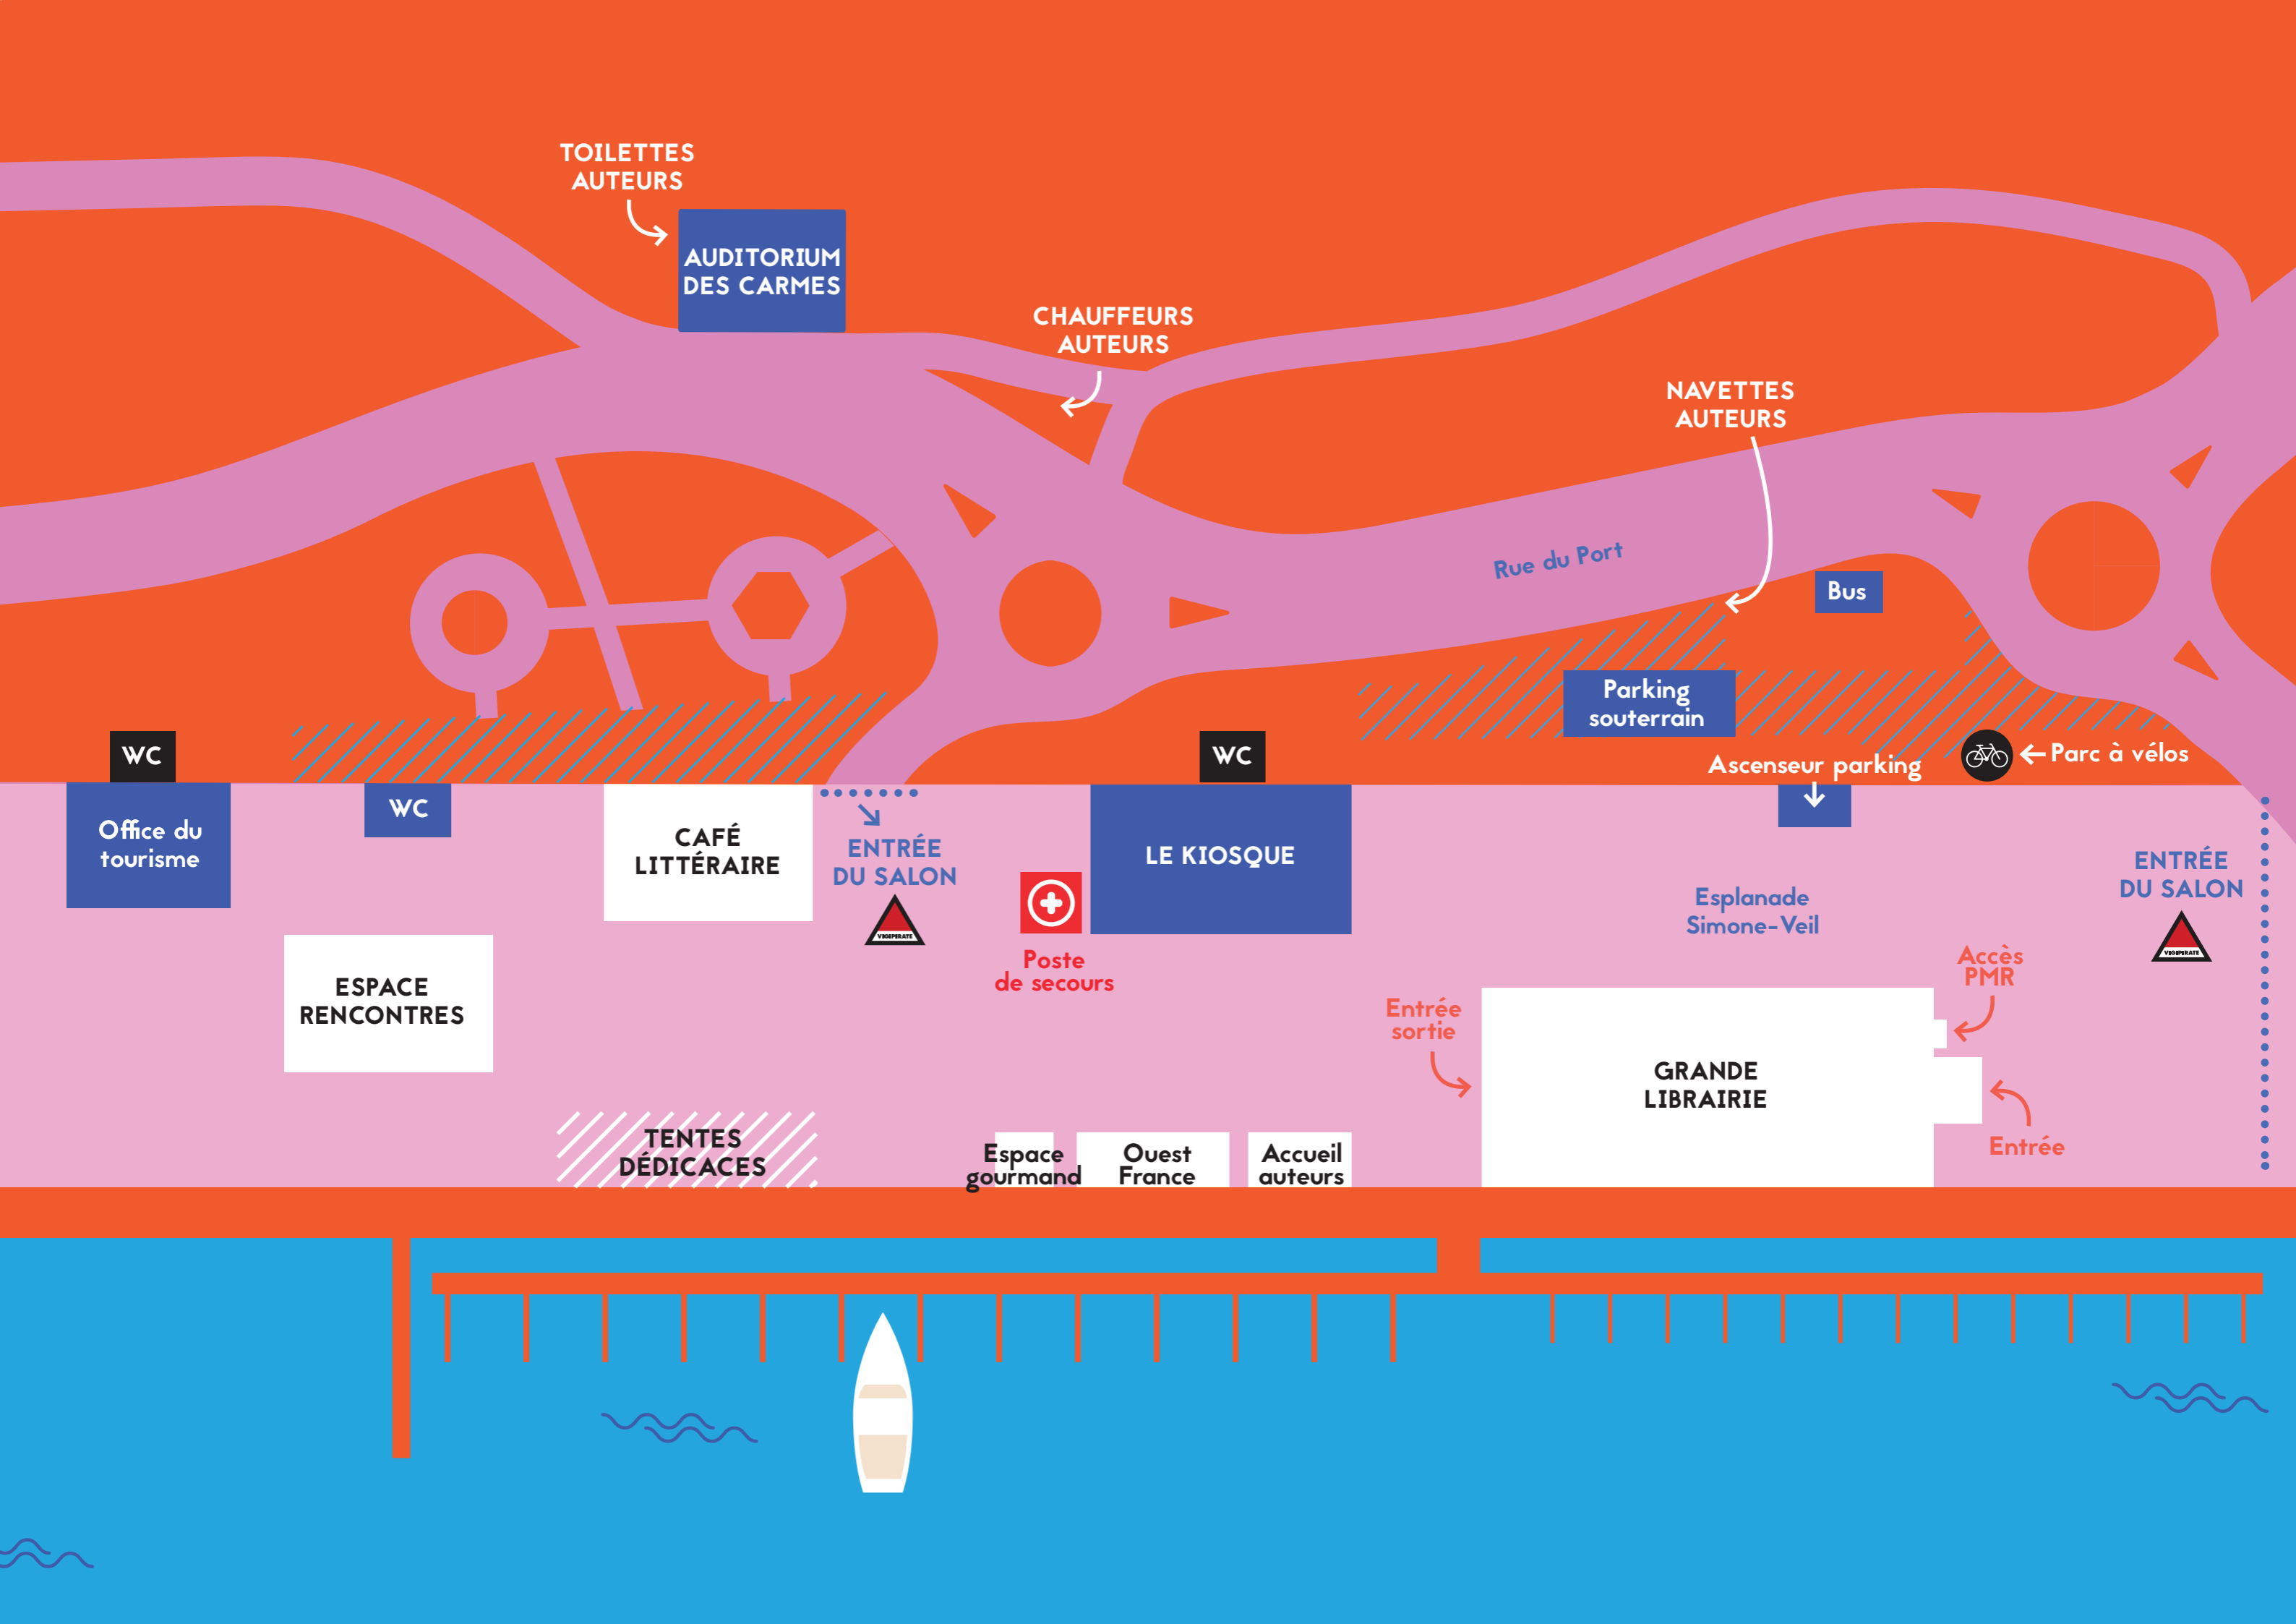 TOILETTES
AUTEURS
AUDITORIUM
DES CARMES
CHAUFFEURS
AUTEURS
NAVETTES
AUTEURS
Rue du Port
Bus
Parking
souterrain
WC
WC
Ascenseur parking
Parc à vélos
Office du
tourisme
WC
CAFÉ
LITTÉRAIRE
ENTRÉE
DU SALON
VIGIPIRATE
LE KIOSQUE
Poste
de secours
Esplanade
Simone-Veil
ENTRÉE
DU SALON
VIGIPIRATE
Accès
PMR
ESPACE
RENCONTRES
Entrée
sortie
GRANDE
LIBRAIRIE
Entrée
TENTES
DÉDICACES
Espace
gourmand
Ouest
France
Accueil
auteurs